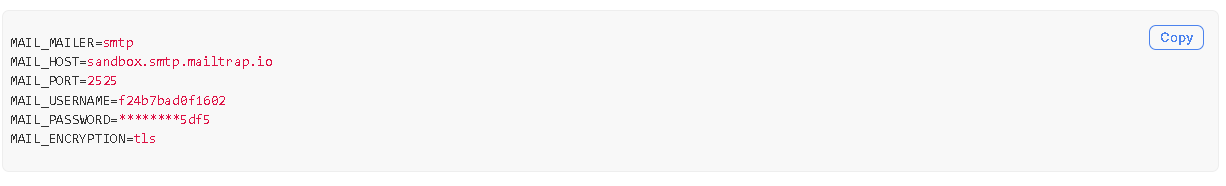 Copy
MAIL_MAILER=smtp
MAIL_HOST=sandbox.smtp.mailtrap.io
MAIL_PORT=2525
MAIL_USERNAME=f24b7bad0f1602
MAIL_PASSWORD=********5df5
MAIL_ENCRYPTION=tls